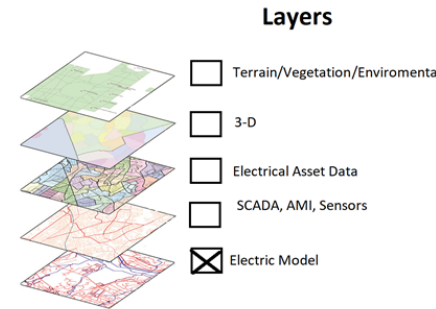 Layers
Terrain/Vegetation/Enviromenta
3-D
Electrical Asset Data
SCADA, AMI, Sensors
Electric Model